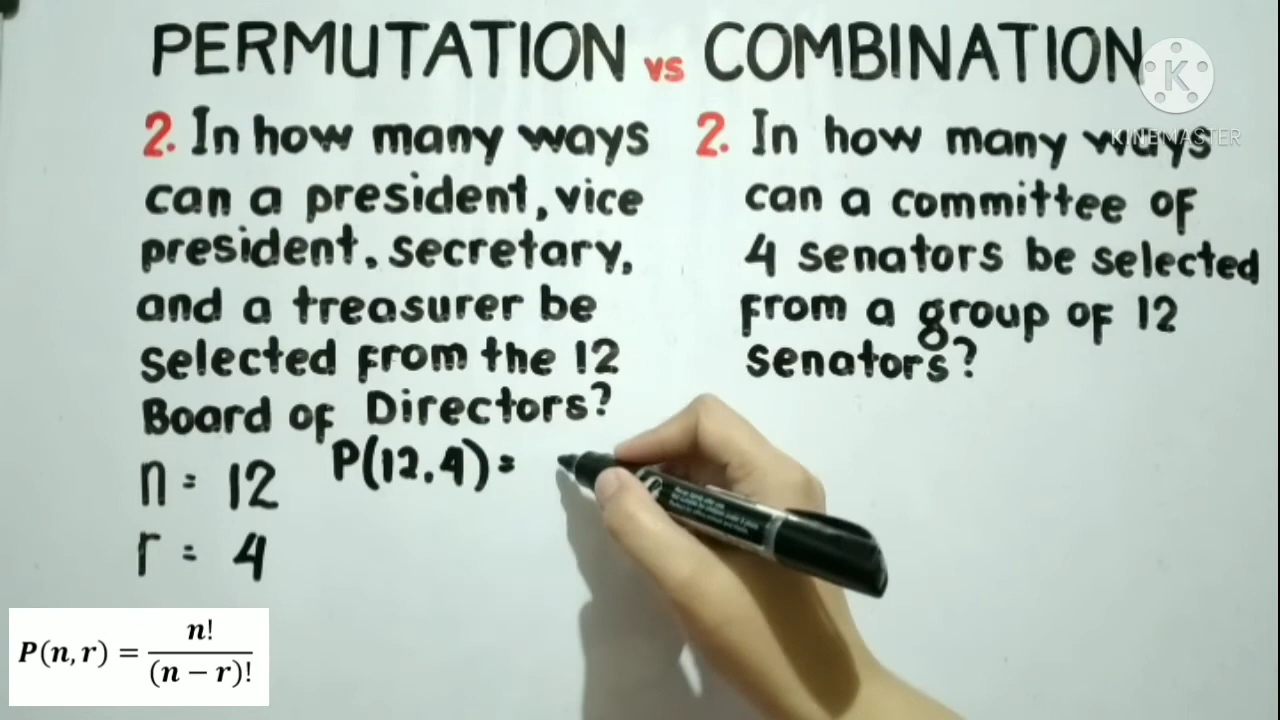 PERMUTATION vs COMBINATION
2. In how many ways
can a president, vice
president, secretary,
and a treasurer be
selected from the 12
Board of Directors?
n = 12
r = 4
P(12,4) =
P(n, r) = n! / (n − r)!
2. In how many ways
can a committee of
4 senators be selected
from a group of 12
senators?
K
KINEMASTER